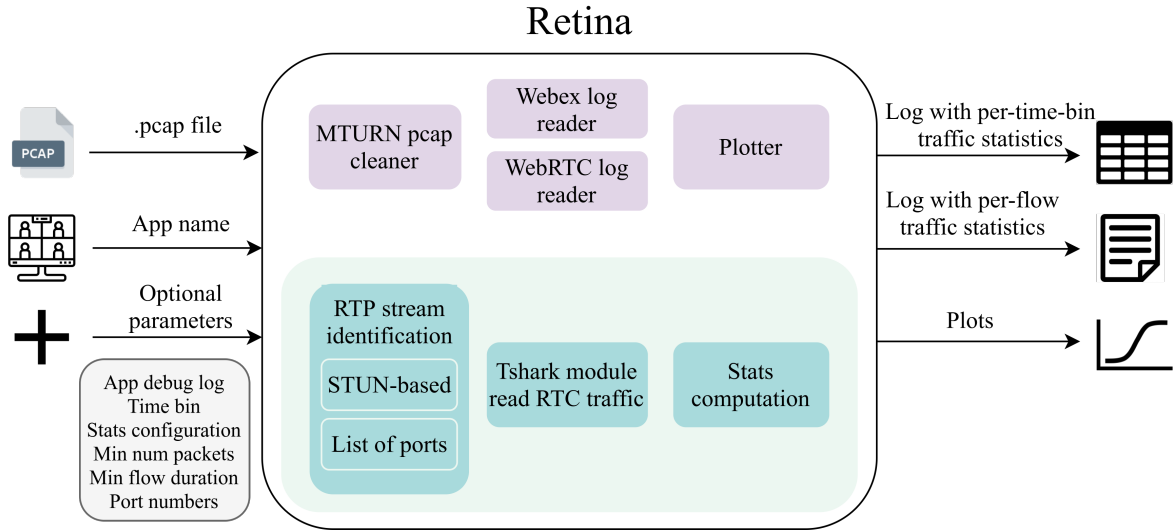 Retina
.pcap file
PCAP
App name
Optional
parameters
App debug log
Time bin
Stats configuration
Min num packets
Min flow duration
Port numbers
MTURN pcap
cleaner
Webex log
reader
WebRTC log
reader
Plotter
RTP stream
identification
STUN-based
List of ports
Tshark module
read RTC traffic
Stats
computation
Log with per-time-bin
traffic statistics
Log with per-flow
traffic statistics
Plots